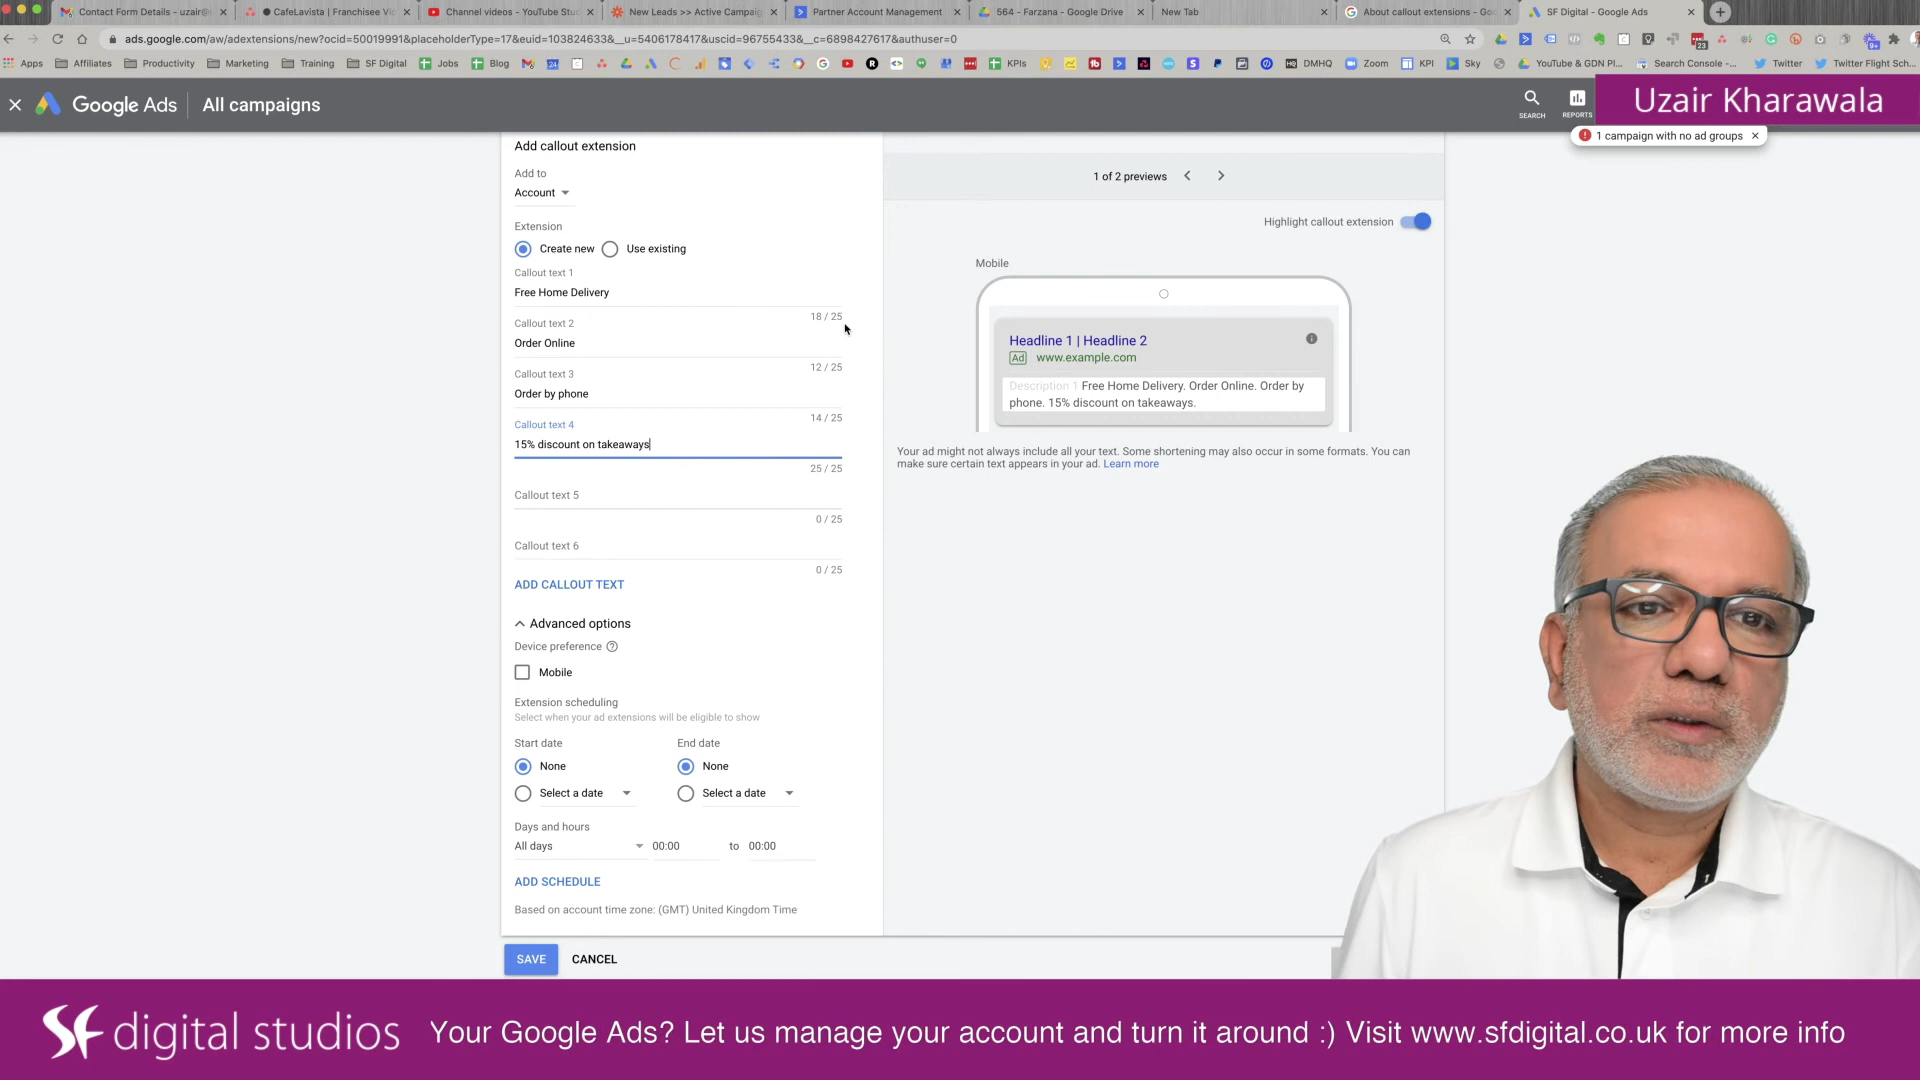 Contact Form Details - uzair@
CafeLavista | Franchisee Vi
Channel videos - YouTube Stu
New Leads >> Active Campaig
Partner Account Management
564 - Farzana - Google Drive
New Tab
About callout extensions - Goo
SF Digital - Google Ads
ads.google.com/aw/adextensions/new?ocid=50019991&placeholderType=17&euid=103824633&__u=5406178417&uscid=96755433&__c=6898427617&authuser=0
Apps
Affiliates
Productivity
Marketing
Training
SF Digital
Jobs
Blog
KPIs
DMHQ
Zoom
KPI
Sky
YouTube & GDN Pl...
Search Console -...
Twitter
Twitter Flight Sch...
Google Ads
All campaigns
SEARCH
REPORTS
Uzair Kharawala
1 campaign with no ad groups
Add callout extension
Add to
Account
Extension
Create new
Use existing
Callout text 1
Free Home Delivery
18 / 25
Callout text 2
Order Online
12 / 25
Callout text 3
Order by phone
14 / 25
Callout text 4
15% discount on takeaways
25 / 25
Callout text 5
0 / 25
Callout text 6
0 / 25
ADD CALLOUT TEXT
Advanced options
Device preference
Mobile
Extension scheduling
Select when your ad extensions will be eligible to show
Start date
End date
None
None
Select a date
Select a date
Days and hours
All days
00:00
to
00:00
ADD SCHEDULE
Based on account time zone: (GMT) United Kingdom Time
SAVE
CANCEL
1 of 2 previews
Highlight callout extension
Mobile
Headline 1 | Headline 2
Ad
www.example.com
Description 1 Free Home Delivery. Order Online. Order by
phone. 15% discount on takeaways.
Your ad might not always include all your text. Some shortening may also occur in some formats. You can
make sure certain text appears in your ad. Learn more
SF digital studios
Your Google Ads? Let us manage your account and turn it around :) Visit www.sfdigital.co.uk for more info